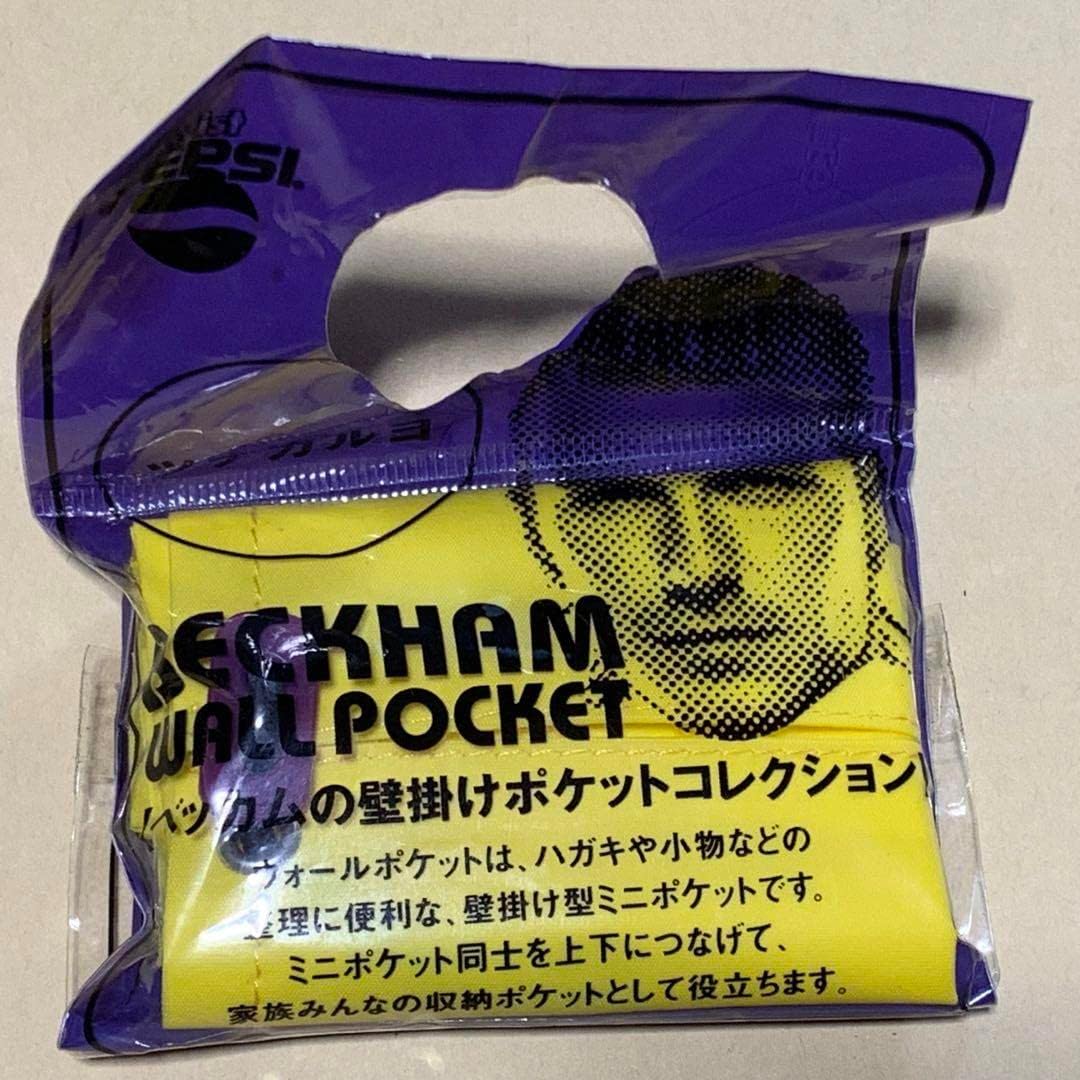 PEPSI
BECKHAM
WALL POCKET
ベッカムの壁掛けポケットコレクション
ウォールポケットは、ハガキや小物などの
整理に便利な、壁掛け型ミニポケットです。
ミニポケット同士を上下につなげて、
家族みんなの収納ポケットとして役立ちます。